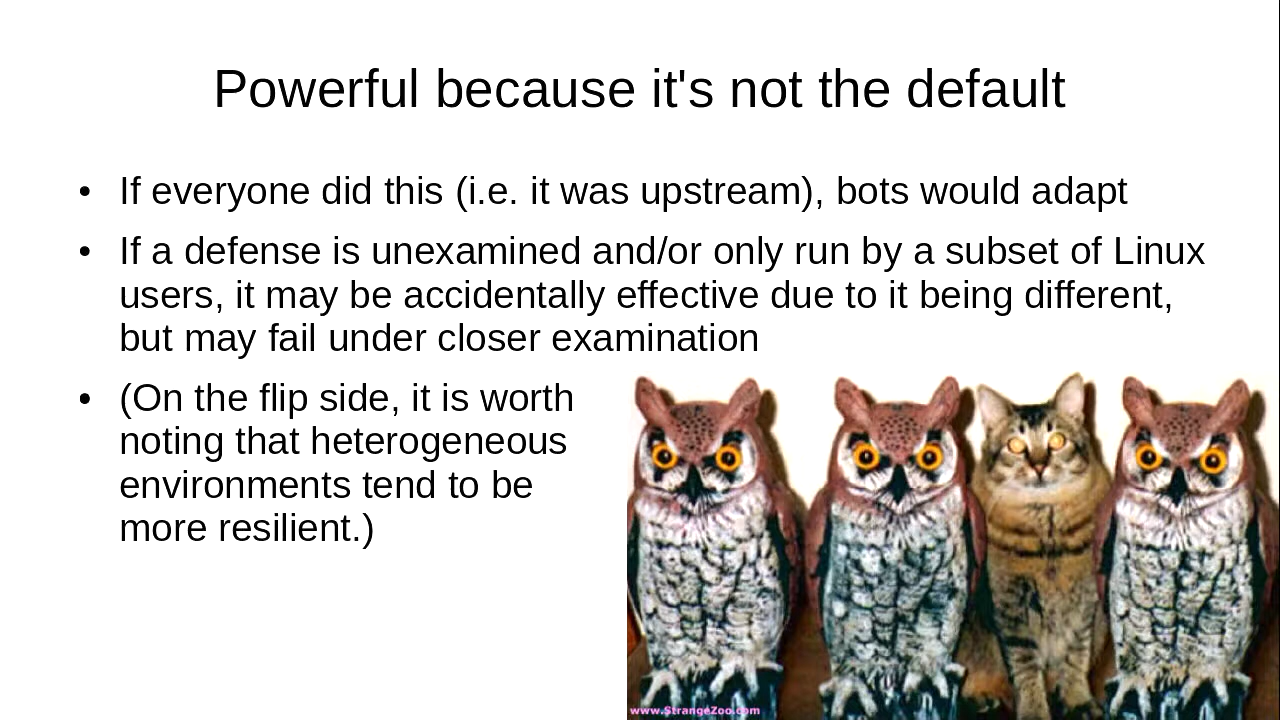 Powerful because it's not the default
• If everyone did this (i.e. it was upstream), bots would adapt
• If a defense is unexamined and/or only run by a subset of Linux
users, it may be accidentally effective due to it being different,
but may fail under closer examination
• (On the flip side, it is worth
noting that heterogeneous
environments tend to be
more resilient.)
www.StrangeZoo.com